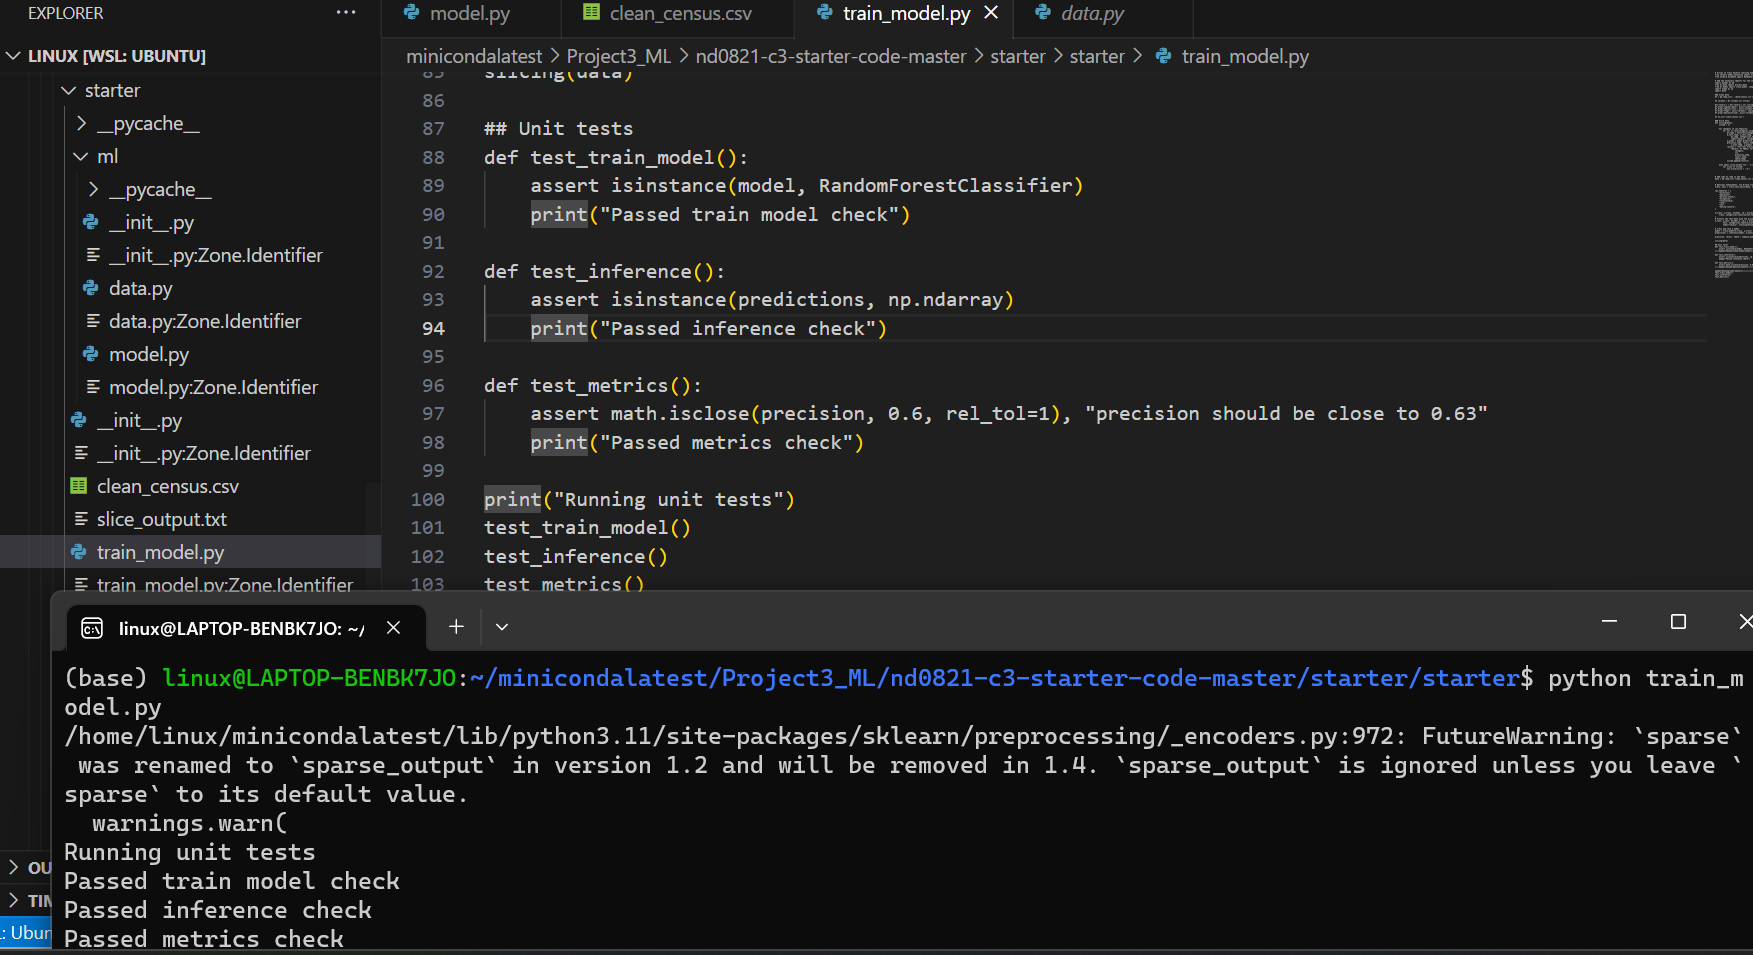 EXPLORER
···
LINUX [WSL: UBUNTU]
starter
__pycache__
ml
__pycache__
__init__.py
__init__.py:Zone.Identifier
data.py
data.py:Zone.Identifier
model.py
model.py:Zone.Identifier
__init__.py
__init__.py:Zone.Identifier
clean_census.csv
slice_output.txt
train_model.py
train_model.py:Zone.Identifier
OU
TIM
: Ubun
model.py
clean_census.csv
train_model.py
data.py
minicondalatest > Project3_ML > nd0821-c3-starter-code-master > starter > starter > train_model.py
85 slicing(data)
86
87 ## Unit tests
88 def test_train_model():
89     assert isinstance(model, RandomForestClassifier)
90     print("Passed train model check")
91
92 def test_inference():
93     assert isinstance(predictions, np.ndarray)
94     print("Passed inference check")
95
96 def test_metrics():
97     assert math.isclose(precision, 0.6, rel_tol=1), "precision should be close to 0.63"
98     print("Passed metrics check")
99
100 print("Running unit tests")
101 test_train_model()
102 test_inference()
103 test_metrics()
linux@LAPTOP-BENBK7JO: ~/
(base) linux@LAPTOP-BENBK7JO:~/minicondalatest/Project3_ML/nd0821-c3-starter-code-master/starter/starter$ python train_m
odel.py
/home/linux/minicondalatest/lib/python3.11/site-packages/sklearn/preprocessing/_encoders.py:972: FutureWarning: `sparse`
 was renamed to `sparse_output` in version 1.2 and will be removed in 1.4. `sparse_output` is ignored unless you leave `
sparse` to its default value.
  warnings.warn(
Running unit tests
Passed train model check
Passed inference check
Passed metrics check